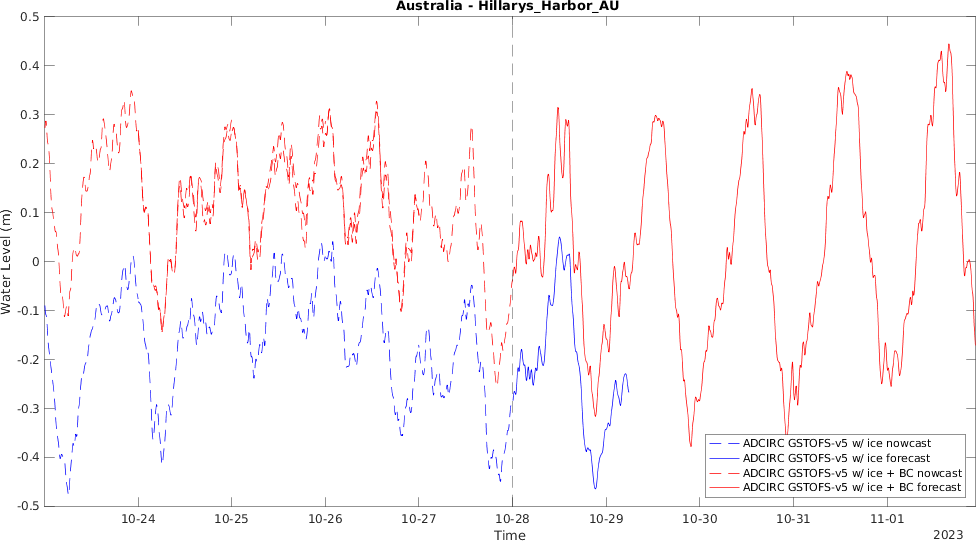 Australia - Hillarys_Harbor_AU
Water Level (m)
0.5
0.4
0.3
0.2
0.1
0
-0.1
-0.2
-0.3
-0.4
-0.5
ADCIRC GSTOFS-v5 w/ ice nowcast
ADCIRC GSTOFS-v5 w/ ice forecast
ADCIRC GSTOFS-v5 w/ ice + BC nowcast
ADCIRC GSTOFS-v5 w/ ice + BC forecast
10-24 10-25 10-26 10-27 10-28 10-29 10-30 10-31 11-01
Time
2023